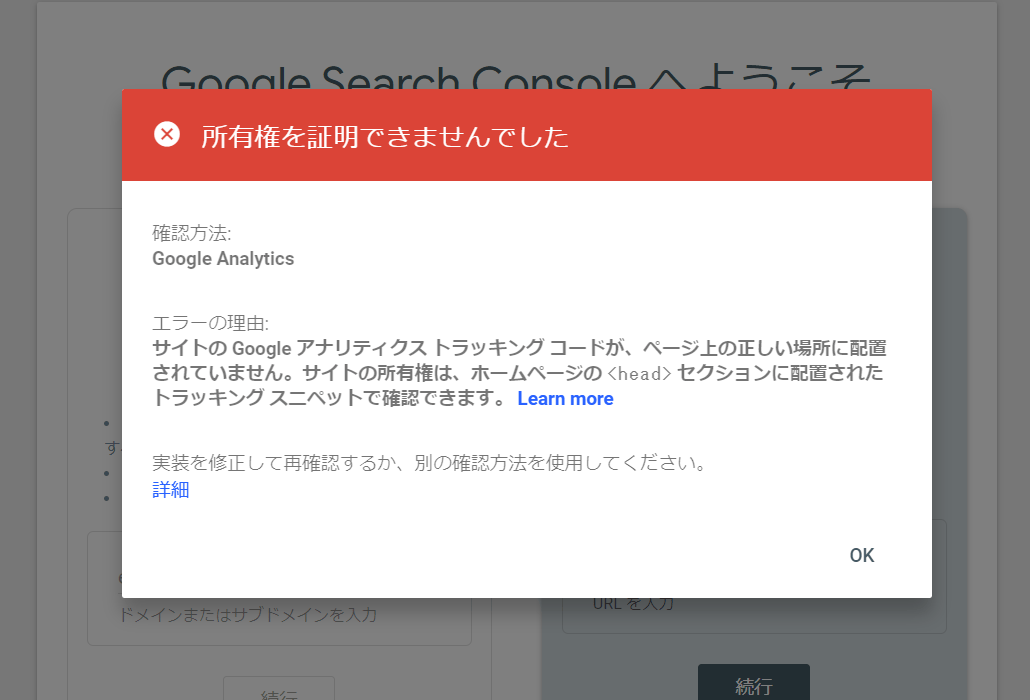 Google Search Console へようこそ
所有権を証明できませんでした
確認方法:
Google Analytics
エラーの理由:
サイトの Google アナリティクス トラッキング コードが、ページ上の正しい場所に配置
されていません。サイトの所有権は、ホームページの <head> セクションに配置された
トラッキング スニペットで確認できます。 Learn more
実装を修正して再確認するか、別の確認方法を使用してください。
詳細
OK
ドメインまたはサブドメインを入力
URL を入力
続行
続行